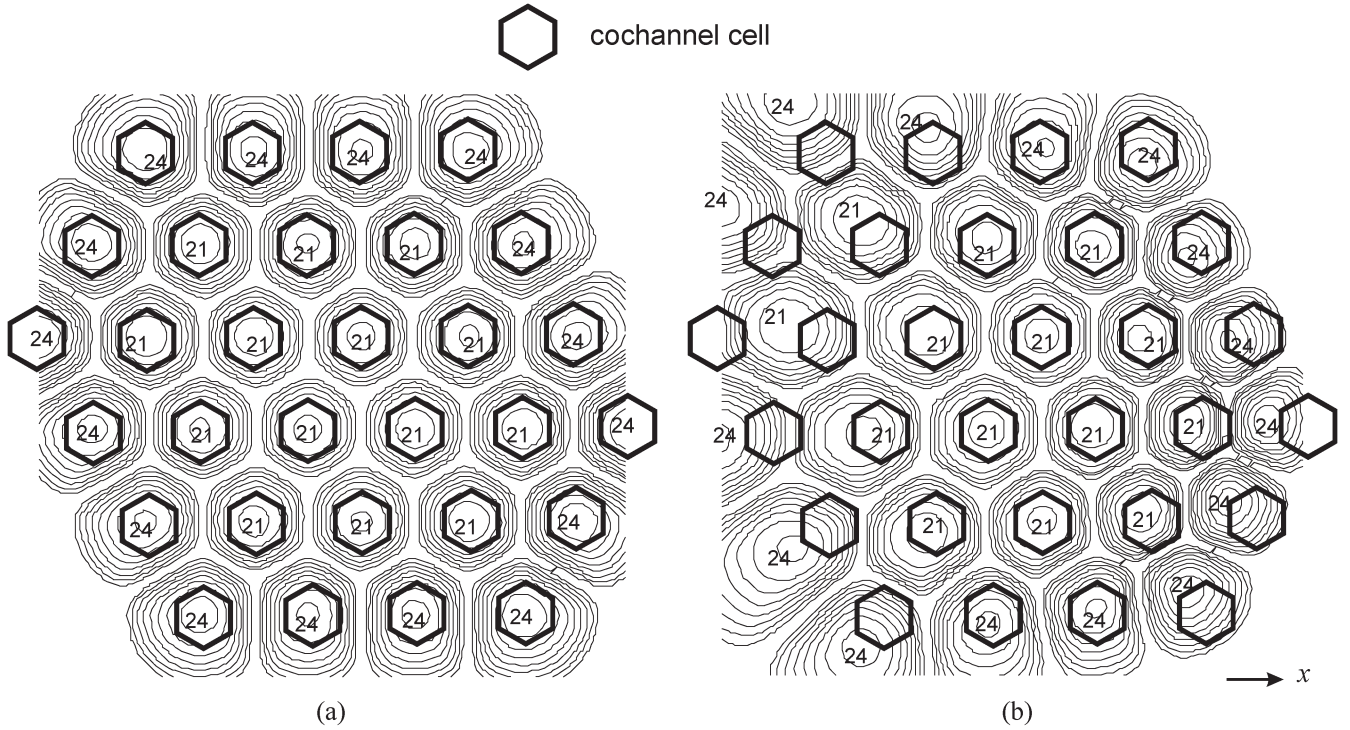 cochannel cell
24 24 24 24 24 24 24 24
24 21 21 21 24 24 21 21 21 24
24 21 21 21 21 24 21 21 21 21 24
24 21 21 21 21 24 24 21 21 21 21 24
24 21 21 21 24 24 21 21 21 24
24 24 24 24 24 24 24 24
x
(a) (b)